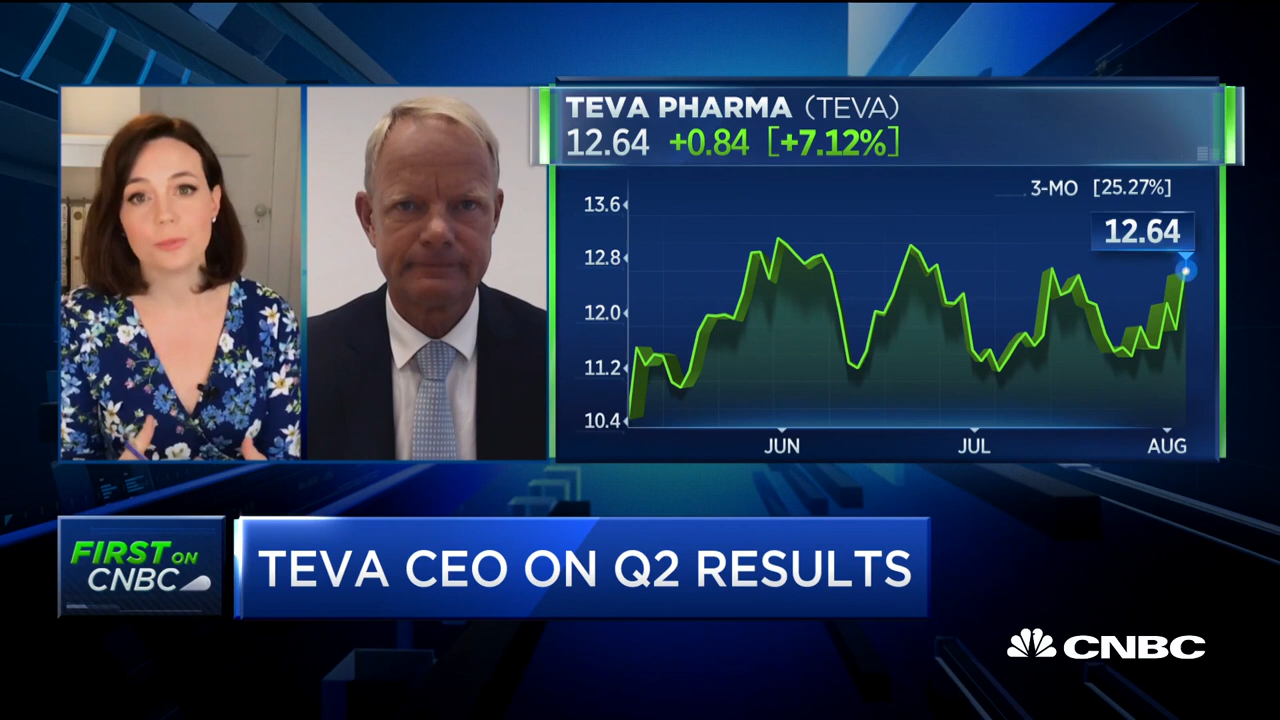 TEVA PHARMA (TEVA)
12.64 +0.84 [+7.12%]
3-MO [25.27%]
12.64
13.6
12.8
12.0
11.2
10.4
JUN JUL AUG
FIRST ON
CNBC
TEVA CEO ON Q2 RESULTS
CNBC